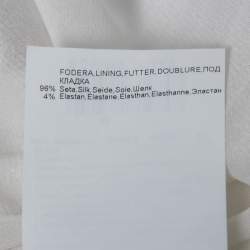 FODERA,LINING,FUTTER,DOUBLURE,ПОД
КЛАДКА
96% Seta,Silk,Seide,Soie,Шелк
4% Elastan,Elastane,Elasthan,Elasthanne,Эластан